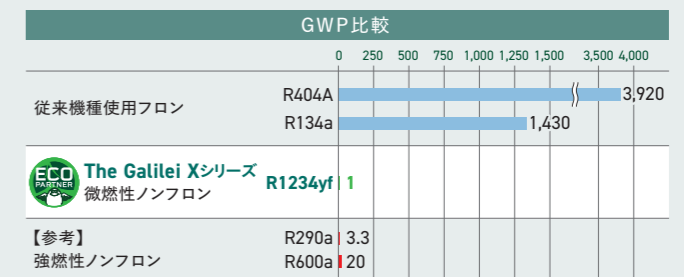 GWP比較
0 250 500 750 1,000 1,250 1,500 3,500 4,000
従来機種使用フロン
R404A 3,920
R134a 1,430
ECO
PARTNER
The Galilei Xシリーズ
微燃性ノンフロン
R1234yf 1
【参考】
強燃性ノンフロン
R290a 3.3
R600a 20